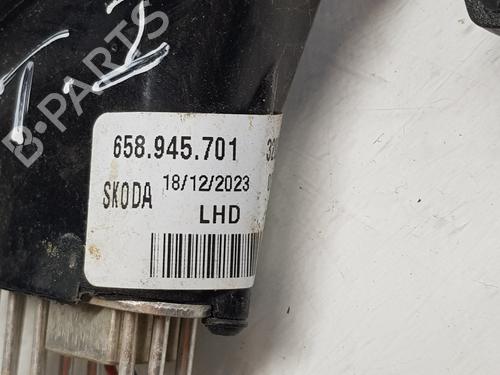 B-PARTS
658.945.701
SKODA 18/12/2023
LHD